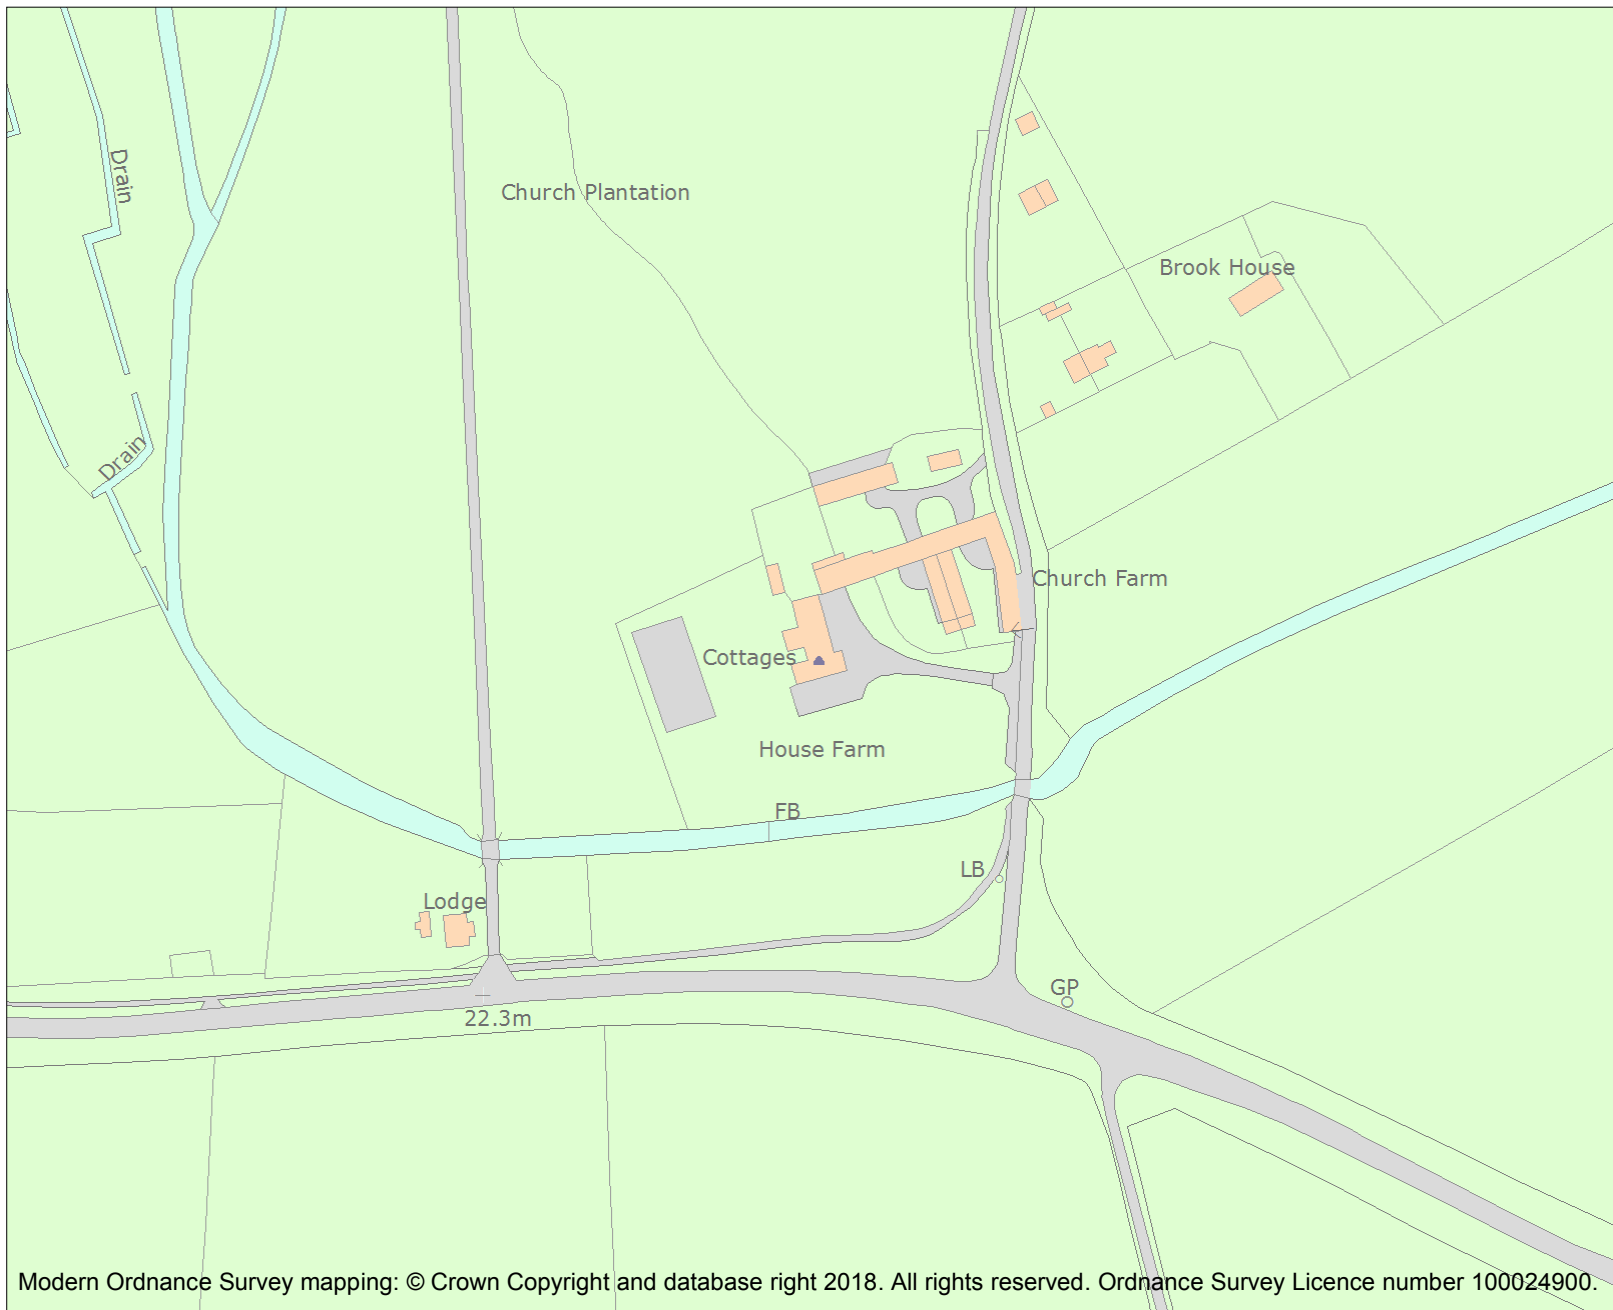 Drain
Church Plantation
Brook House
Drain
Church Farm
Cottages
House Farm
FB
LB
Lodge
GP
22.3m
Modern Ordnance Survey mapping: © Crown Copyright and database right 2018. All rights reserved. Ordnance Survey Licence number 100024900.